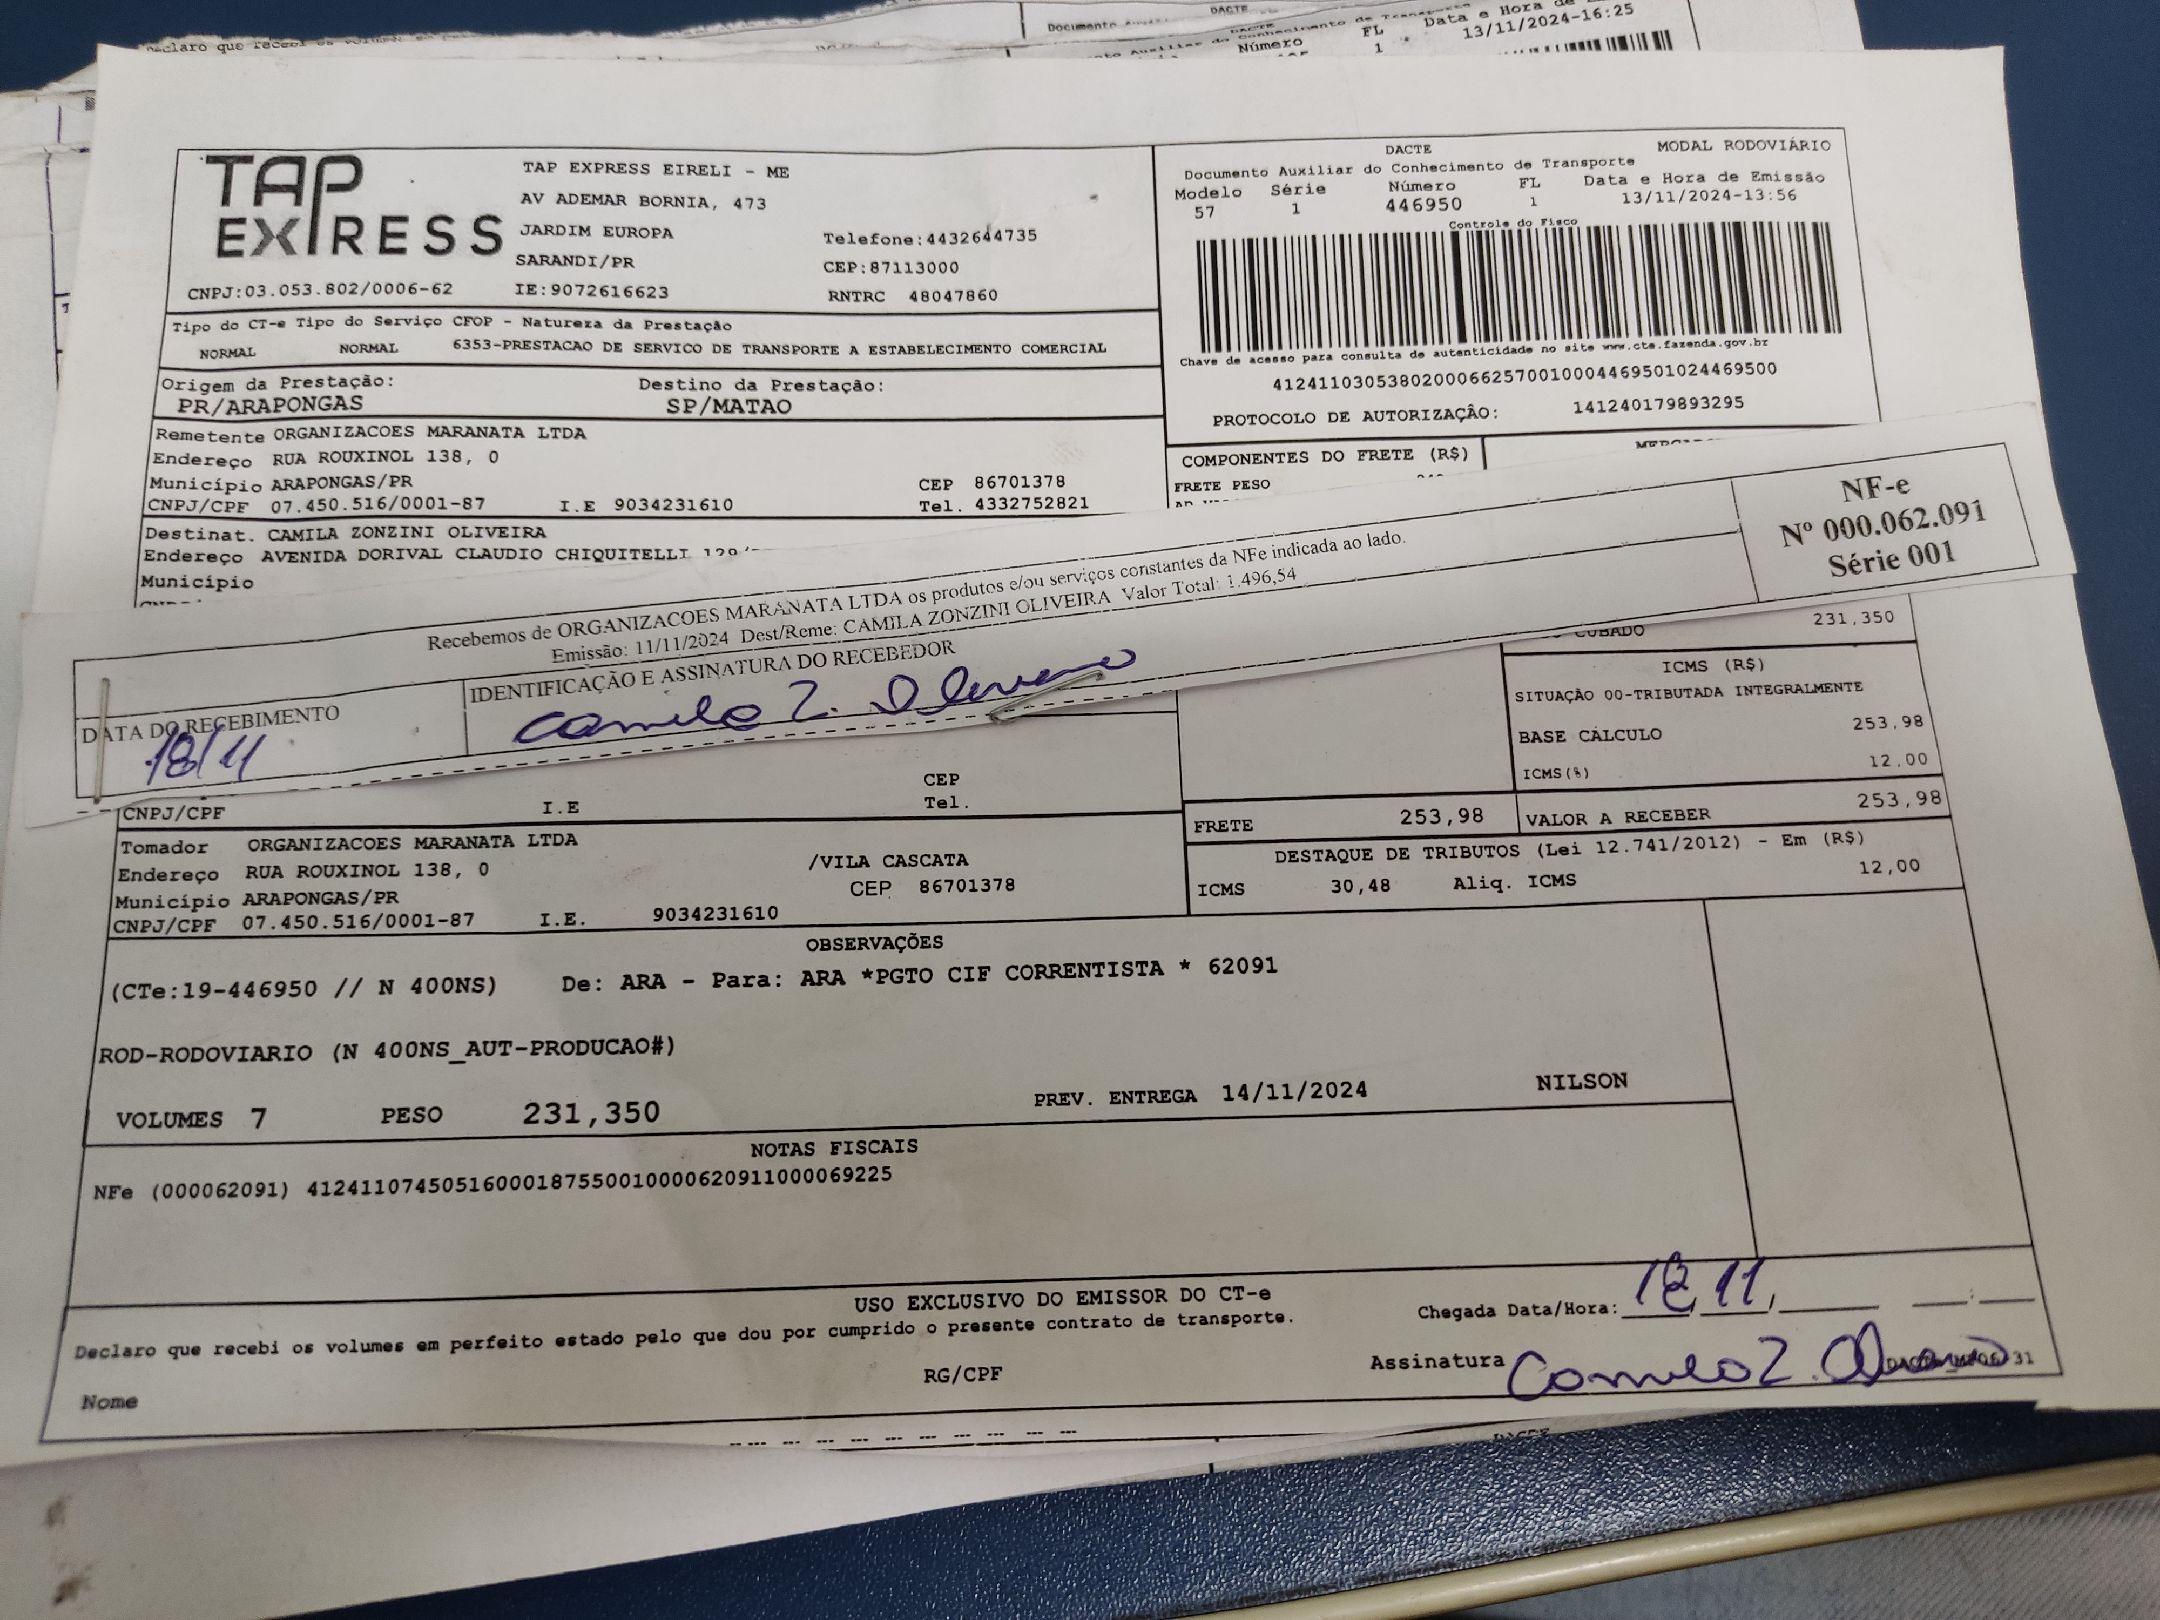 Declaro que recebi os volumes
DACTE
Data e Hora de
Número FL 13/11/2024-16:25
1
TAP EXPRESS
TAP EXPRESS EIRELI - ME
AV ADEMAR BORNIA, 473
JARDIM EUROPA Telefone:4432644735
SARANDI/PR CEP:87113000
CNPJ:03.053.802/0006-62 IE:9072616623 RNTRC 48047860
DACTE MODAL RODOVIÁRIO
Documento Auxiliar do Conhecimento de Transporte
Modelo Série Número FL Data e Hora de Emissão
57 1 446950 1 13/11/2024-13:56
Controle do Fisco
Chave de acesso para consulta de autenticidade no site www.cte.fazenda.gov.br
41241103053802000662570010004469501024469500
PROTOCOLO DE AUTORIZAÇÂO: 141240179893295
Tipo do CT-e Tipo do Serviço CFOP - Natureza da Prestação
NORMAL NORMAL 6353-PRESTACAO DE SERVICO DE TRANSPORTE A ESTABELECIMENTO COMERCIAL
Origem da Prestação: Destino da Prestação:
PR/ARAPONGAS SP/MATAO
Remetente ORGANIZACOES MARANATA LTDA
Endereço RUA ROUXINOL 138, 0
Município ARAPONGAS/PR CEP 86701378
CNPJ/CPF 07.450.516/0001-87 I.E 9034231610 Tel. 4332752821
COMPONENTES DO FRETE (R$)
FRETE PESO
Destinat. CAMILA ZONZINI OLIVEIRA
Endereço AVENIDA DORIVAL CLAUDIO CHIQUITELLI
Município
Recebemos de ORGANIZACOES MARANATA LTDA os produtos e/ou serviços constantes da NFe indicada ao lado.
Emissão: 11/11/2024 Dest/Reme: CAMILA ZONZINI OLIVEIRA Valor Total: 1.496,54
NF-e
Nº 000.062.091
Série 001
DATA DO RECEBIMENTO IDENTIFICAÇÃO E ASSINATURA DO RECEBEDOR
18/11 Camila Z. Oliveira
CUBADO 231,350
ICMS (R$)
SITUAÇÃO 00-TRIBUTADA INTEGRALMENTE
BASE CÁLCULO 253,98
ICMS(%) 12.00
CEP
CNPJ/CPF I.E Tel.
FRETE 253,98 VALOR A RECEBER 253,98
Tomador ORGANIZACOES MARANATA LTDA
Endereço RUA ROUXINOL 138, 0 /VILA CASCATA
Município ARAPONGAS/PR CEP 86701378
CNPJ/CPF 07.450.516/0001-87 I.E. 9034231610
DESTAQUE DE TRIBUTOS (Lei 12.741/2012) - Em (R$)
ICMS 30,48 Aliq. ICMS 12,00
OBSERVAÇÕES
(CTe:19-446950 // N 400NS) De: ARA - Para: ARA *PGTO CIF CORRENTISTA * 62091
ROD-RODOVIARIO (N 400NS_AUT-PRODUCAO#)
VOLUMES 7 PESO 231,350 PREV. ENTREGA 14/11/2024 NILSON
NOTAS FISCAIS
NFe (000062091) 41241107450516000187550010000620911000069225
USO EXCLUSIVO DO EMISSOR DO CT-e
Declaro que recebi os volumes em perfeito estado pelo que dou por cumprido o presente contrato de transporte.
Chegada Data/Hora: 18/11/
Nome RG/CPF Assinatura Camila Z. Oliveira